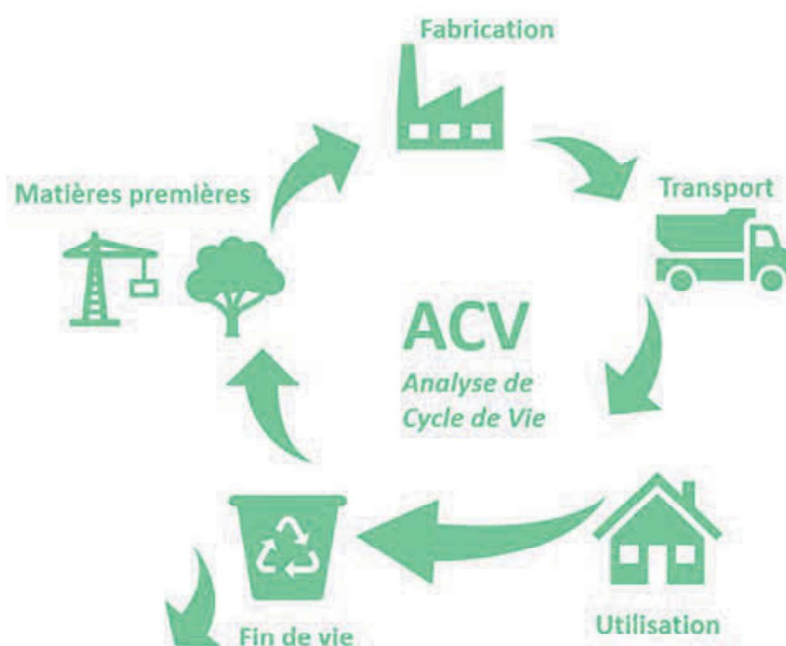 Fabrication
Matières premières
Transport
ACV
Analyse de
Cycle de Vie
Utilisation
Fin de vie